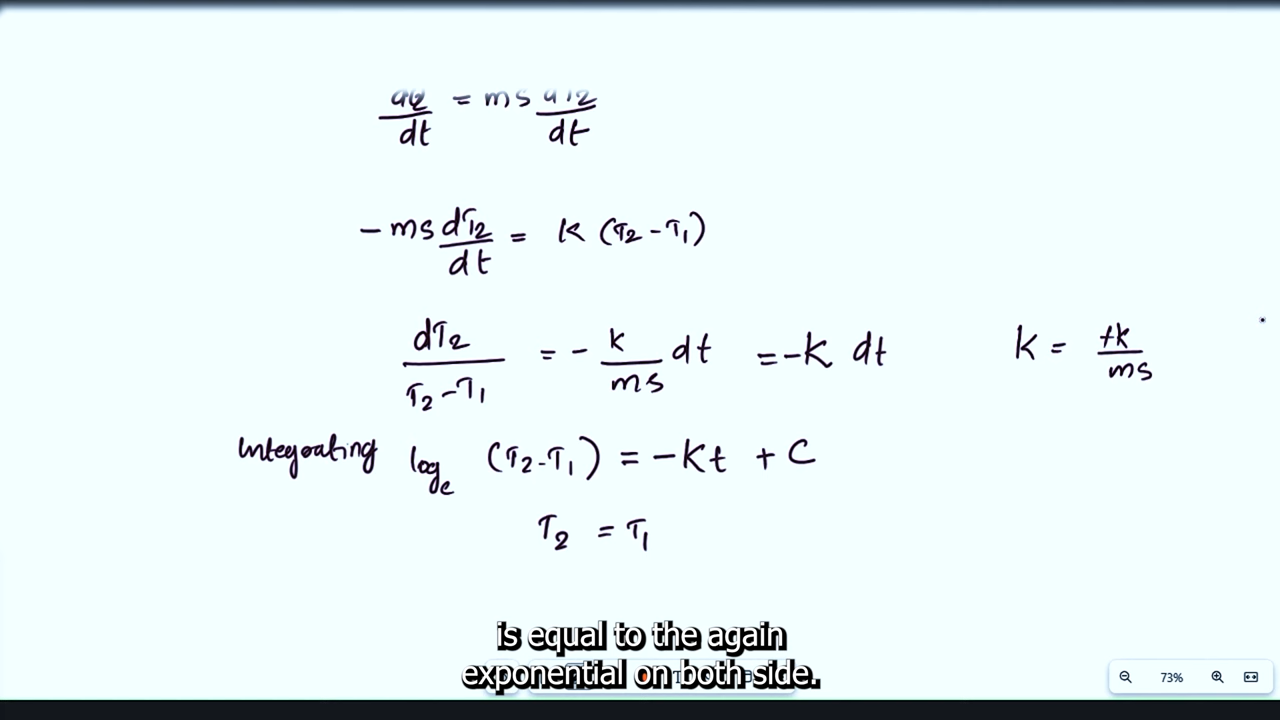 dQ/dt = ms dT2/dt
- ms dT2/dt = k (T2 - T1)
dT2/(T2 - T1) = - k/ms dt = -K dt K = +k/ms
Integrating loge (T2 - T1) = -Kt + C
T2 = T1
is equal to the again
exponential on both side.
73%